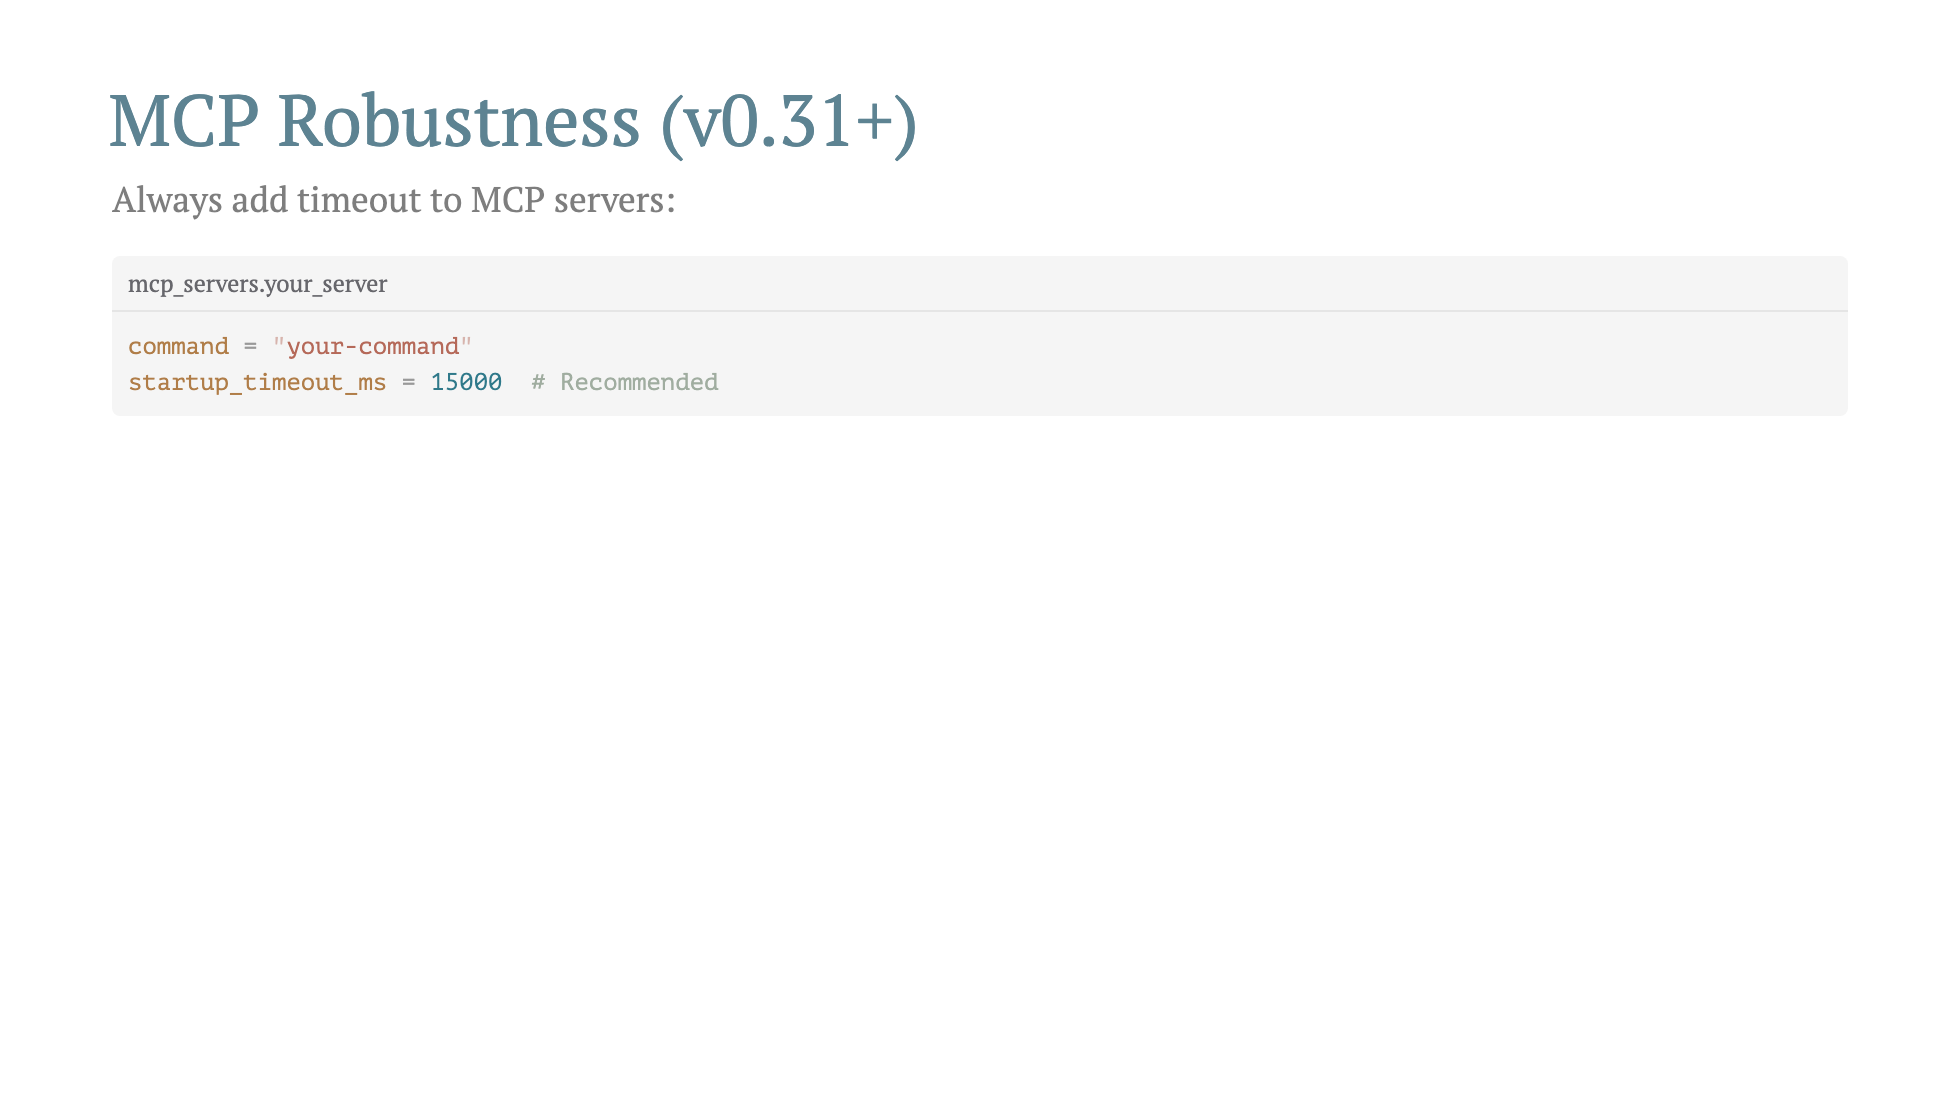 MCP Robustness (v0.31+)
Always add timeout to MCP servers:
mcp_servers.your_server
command = "your-command"
startup_timeout_ms = 15000  # Recommended